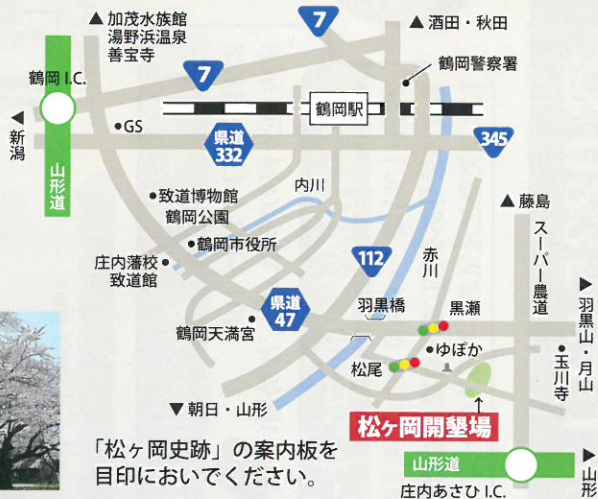 ▲加茂水族館
湯野浜温泉
善宝寺
7
▲酒田・秋田
鶴岡警察署
7
鶴岡 I.C.
鶴岡駅
◀新潟
•GS
県道
332
345
山形道
•致道博物館
鶴岡公園
内川
▲藤島
•鶴岡市役所
スーパー農道
庄内藩校•
致道館
112
赤川
県道
47
羽黒橋
黒瀬
▶羽黒山・月山
鶴岡天満宮
•ゆぽか
松尾
•玉川寺
▼朝日・山形
松ヶ岡開墾場
「松ヶ岡史跡」の案内板を
目印においでください。
山形道
▶山形
庄内あさひ I.C.